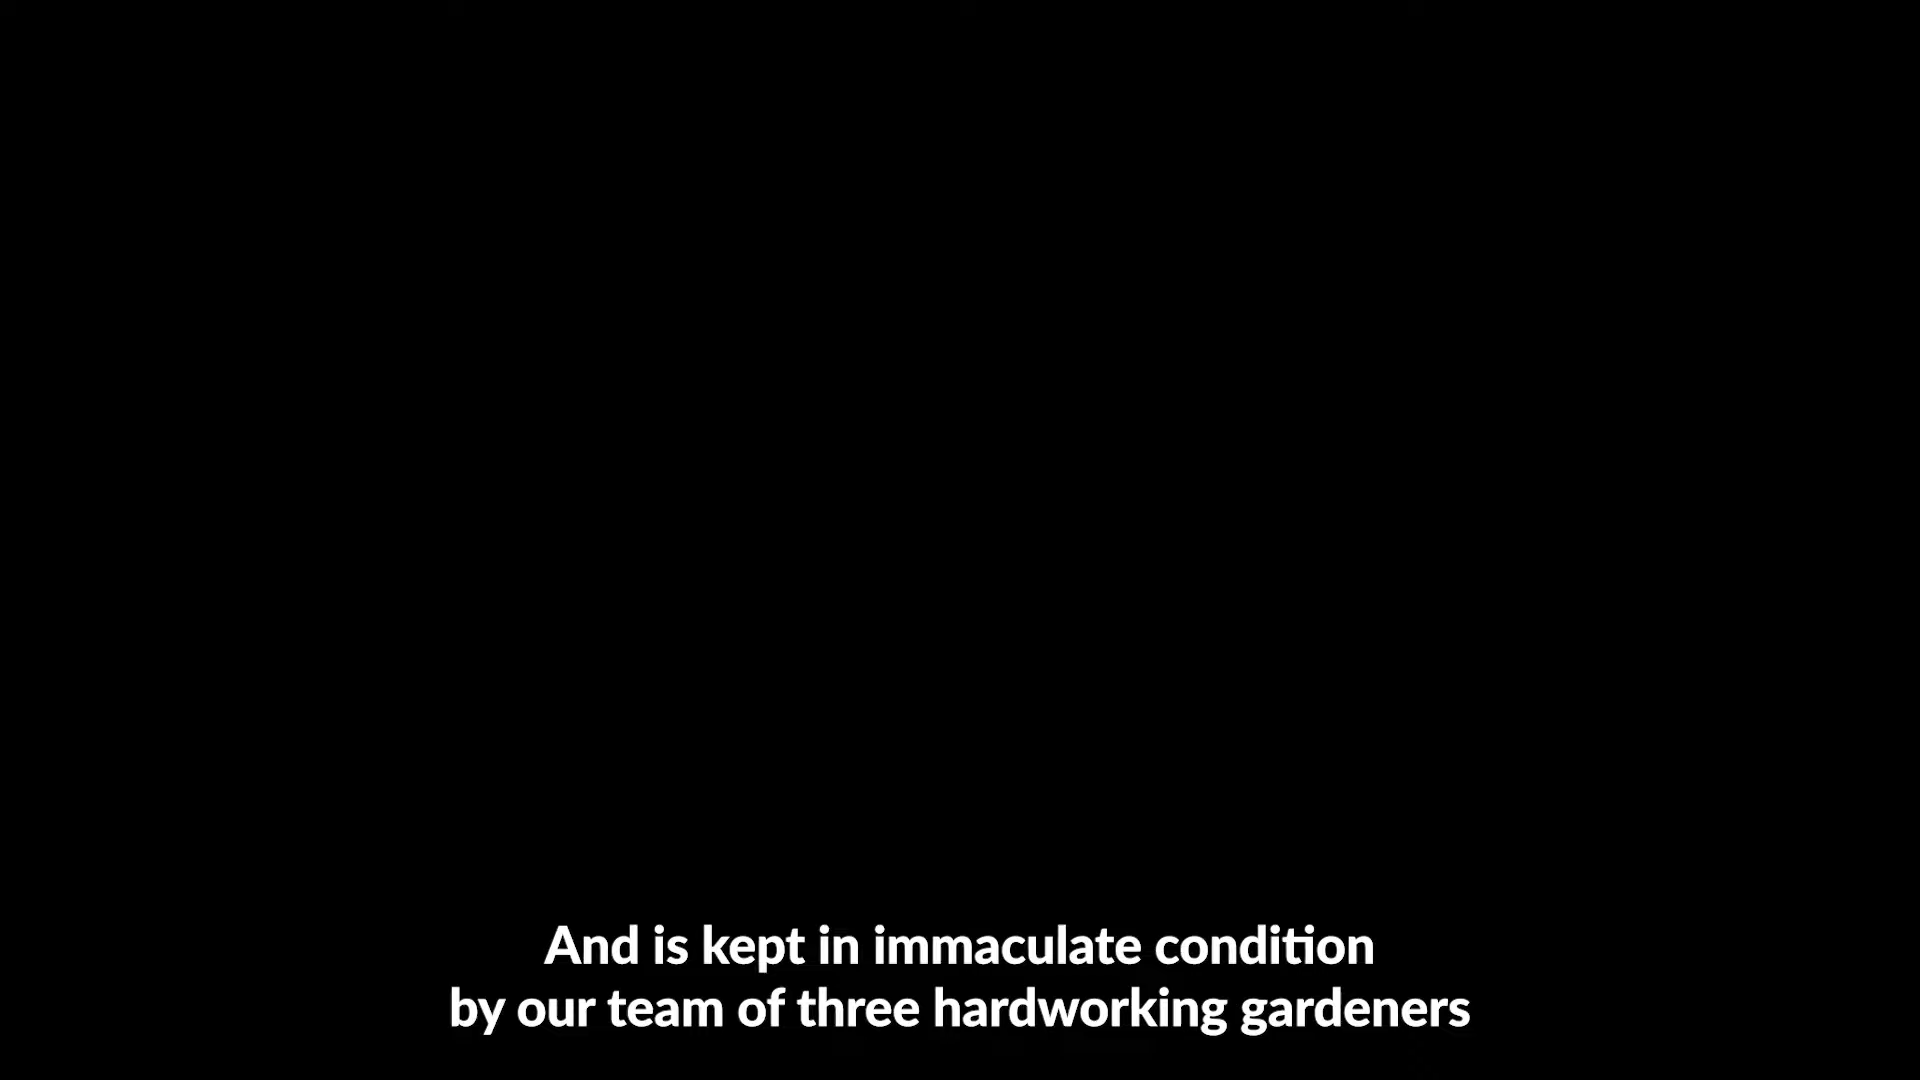 And is kept in immaculate condition
by our team of three hardworking gardeners